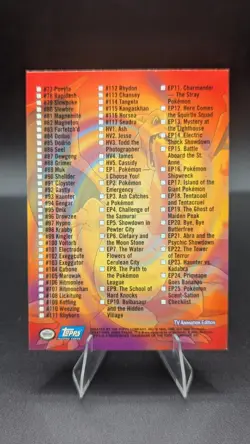 #77 Ponyta
#78 Rapidash
#79 Slowpoke
#80 Slowbro
#81 Magnemite
#82 Magneton
#83 Farfetch'd
#84 Doduo
#85 Dodrio
#86 Seel
#87 Dewgong
#88 Grimer
#89 Muk
#90 Shellder
#91 Cloyster
#92 Gastly
#93 Haunter
#94 Gengar
#95 Onix
#96 Drowzee
#97 Hypno
#98 Krabby
#99 Kingler
#100 Voltorb
#101 Electrode
#102 Exeggcute
#103 Exeggutor
#104 Cubone
#105 Marowak
#106 Hitmonlee
#107 Hitmonchan
#108 Lickitung
#109 Koffing
#110 Weezing
#111 Rhyhorn
#112 Rhydon
#113 Chansey
#114 Tangela
#115 Kangaskhan
#116 Horsea
#117 Seadra
HV1. Ash
HV2. Jesse
HV3. Todd the
Photographer
HV4. James
HV5. Cassidy
EP1. Pokémon
I Choose You!
EP2. Pokémon
Emergency
EP3. Ash Catches
a Pokémon
EP4. Challenge of
the Samurai
EP5. Showdown in
Pewter City
EP6. Clefairy and
the Moon Stone
EP7. The Water
Flowers of
Cerulean City
EP8. The Path to
the Pokémon
League
EP9. The School of
Hard Knocks
EP10. Bulbasaur
and the Hidden
Village
EP11. Charmander
— The Stray
Pokémon
EP12. Here Comes
the Squirtle Squad
EP13. Mystery at
the Lighthouse
EP14. Electric
Shock Showdown
EP15. Battle
Aboard the St.
Anne
EP16. Pokémon
Shipwreck
EP17. Island of the
Giant Pokémon
EP18. Tentacool
and Tentacruel
EP19. The Ghost of
Maiden Peak
EP20. Bye, Bye
Butterfree
EP21. Abra and the
Psychic Showdown
EP22. The Tower
of Terror
EP23. Haunter vs.
Kadabra
EP24. Primeape
Goes Bananas
EP25. Pokémon
Scent-Sation
Checklist
TV Animation Edition
Topps